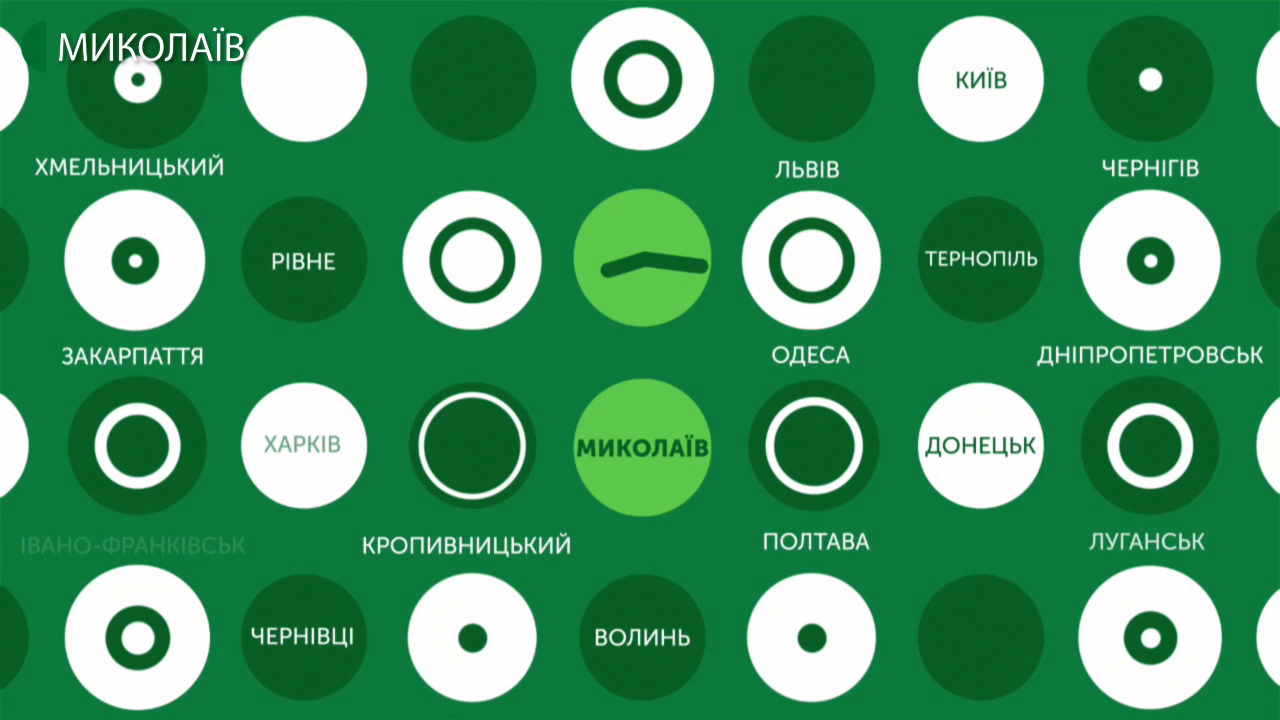 МИКОЛАЇВ
КИЇВ
ХМЕЛЬНИЦЬКИЙ
ЛЬВІВ
ЧЕРНІГІВ
РІВНЕ
ТЕРНОПІЛЬ
ЗАКАРПАТТЯ
ОДЕСА
ДНІПРОПЕТРОВСЬК
ХАРКІВ
МИКОЛАЇВ
ДОНЕЦЬК
ІВАНО-ФРАНКІВСЬК
КРОПИВНИЦЬКИЙ
ПОЛТАВА
ЛУГАНСЬК
ЧЕРНІВЦІ
ВОЛИНЬ